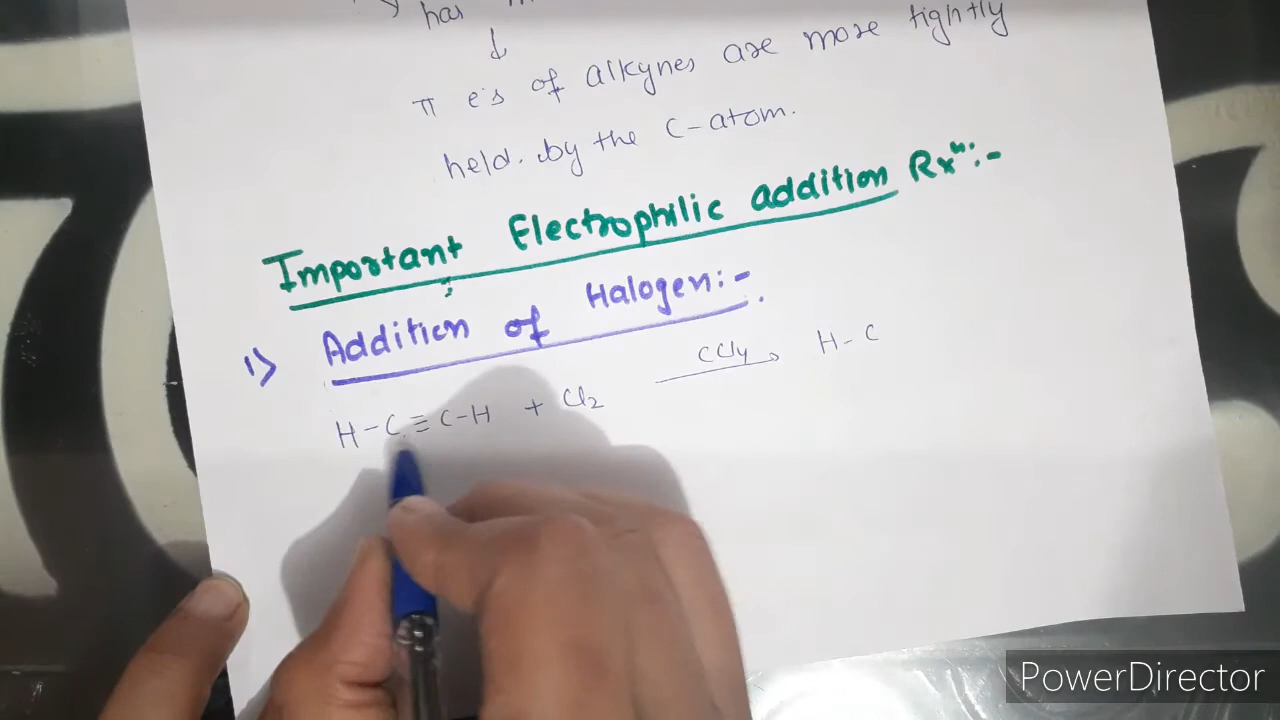 has
↓
π e's of alkynes are more tightly
held. by the C-atom.
Important Electrophilic addition Rxⁿ:-
1) Addition of Halogen:-
H-C≡C-H + Cl₂ CCl₄→ H-C
PowerDirector